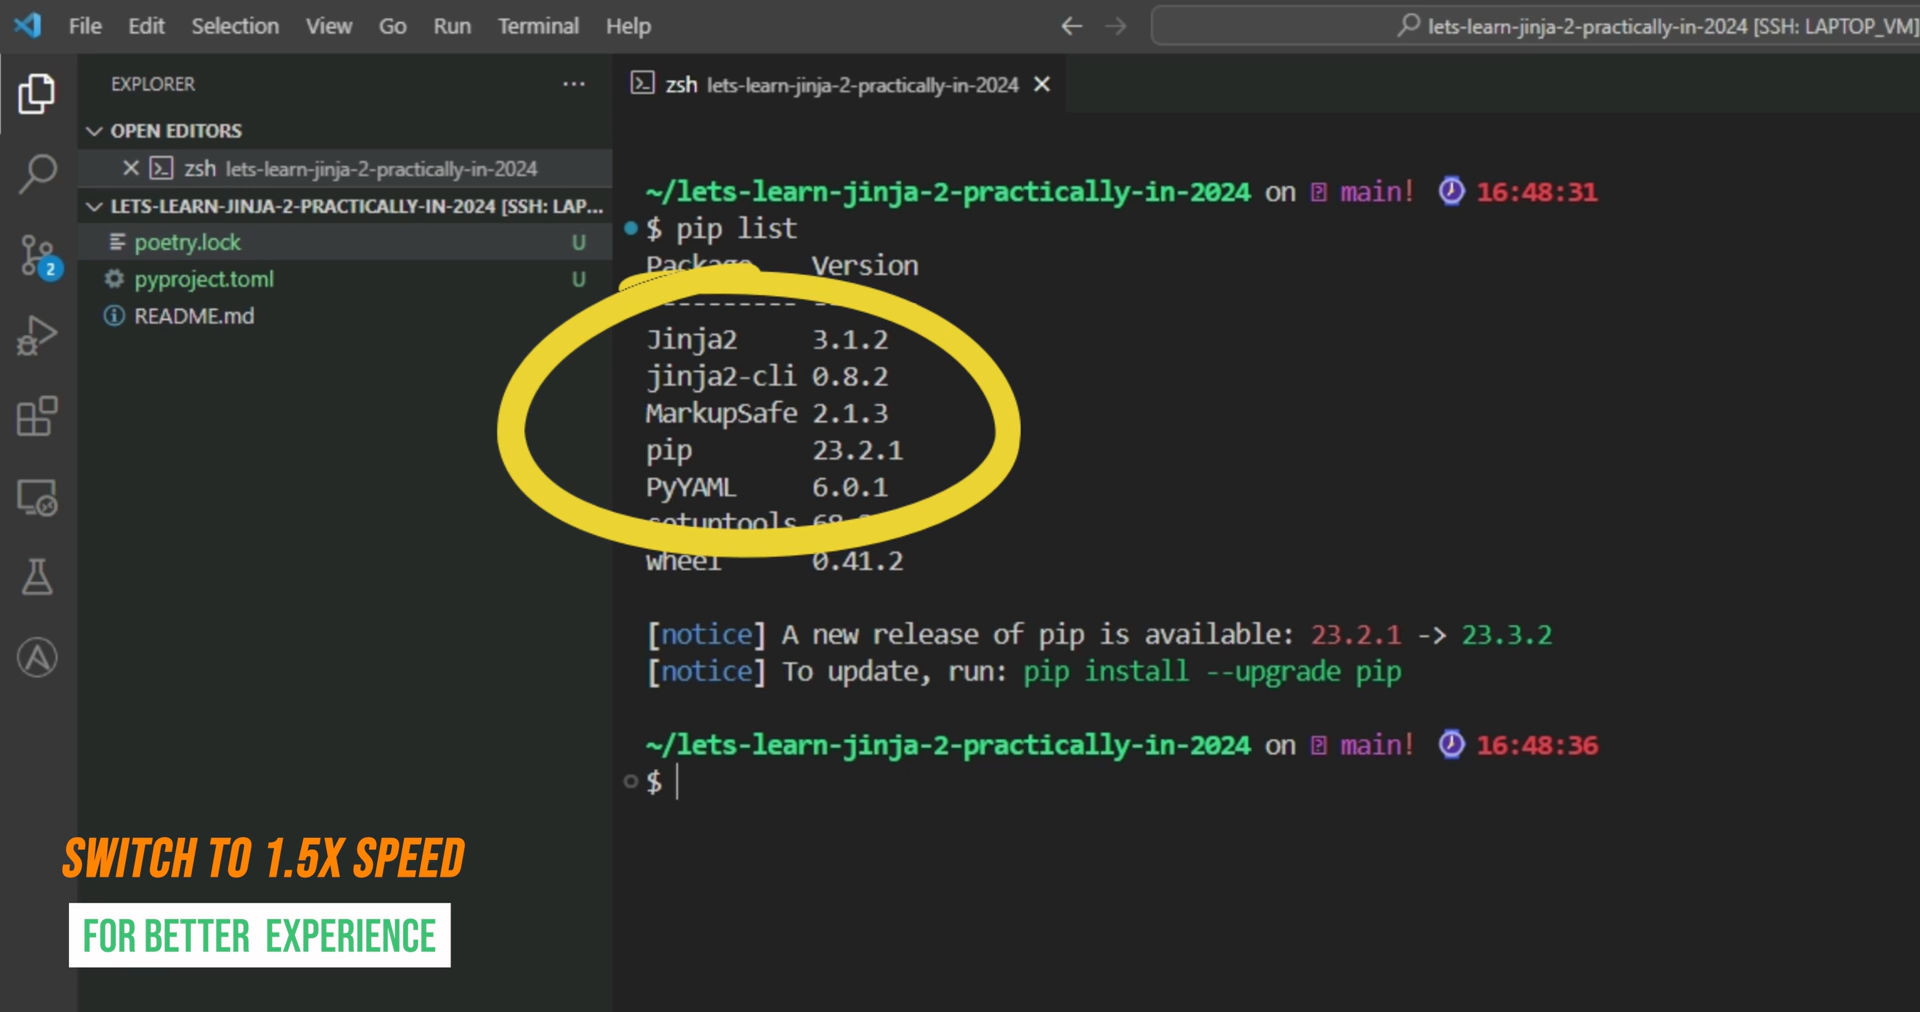 File Edit Selection View Go Run Terminal Help
lets-learn-jinja-2-practically-in-2024 [SSH: LAPTOP_VM]
EXPLORER
OPEN EDITORS
zsh lets-learn-jinja-2-practically-in-2024
LETS-LEARN-JINJA-2-PRACTICALLY-IN-2024 [SSH: LAP...
poetry.lock U
pyproject.toml U
README.md
2
zsh lets-learn-jinja-2-practically-in-2024
~/lets-learn-jinja-2-practically-in-2024 on main! 16:48:31
$ pip list
Package Version
Jinja2 3.1.2
jinja2-cli 0.8.2
MarkupSafe 2.1.3
pip 23.2.1
PyYAML 6.0.1
setuptools
wheel 0.41.2
[notice] A new release of pip is available: 23.2.1 -> 23.3.2
[notice] To update, run: pip install --upgrade pip
~/lets-learn-jinja-2-practically-in-2024 on main! 16:48:36
$
SWITCH TO 1.5X SPEED
FOR BETTER EXPERIENCE